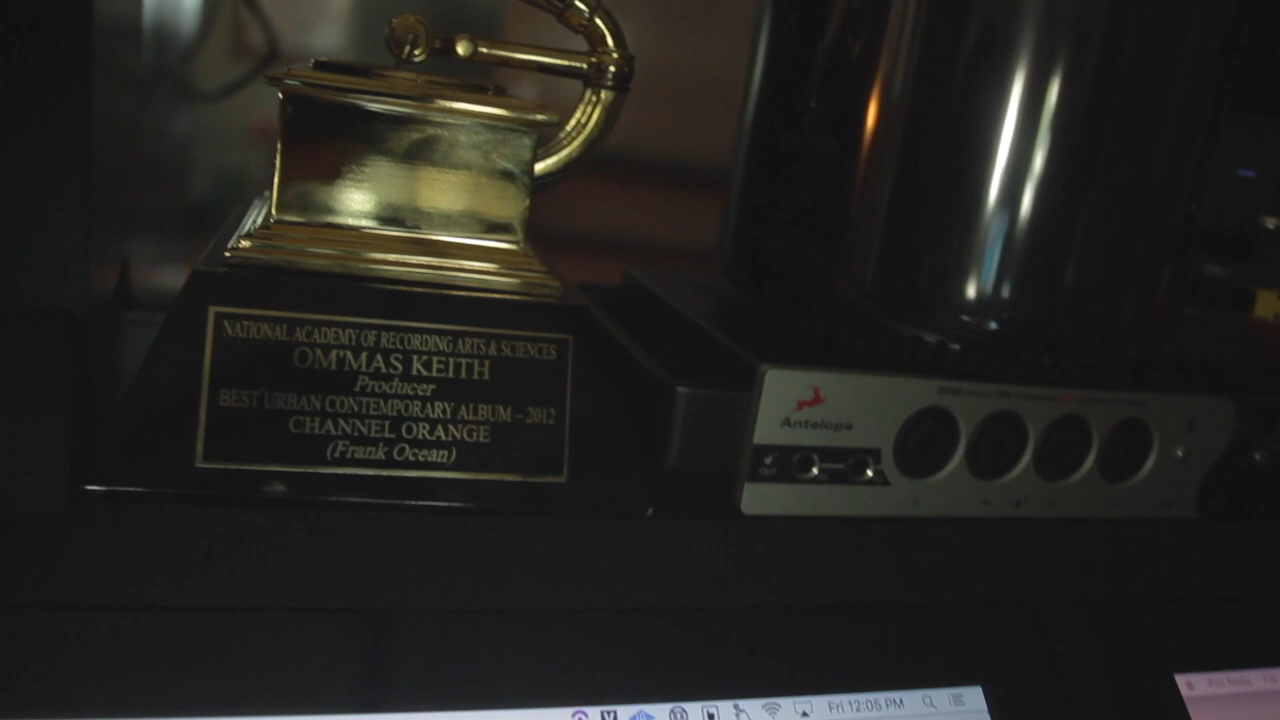 NATIONAL ACADEMY OF RECORDING ARTS & SCIENCES
OM'MAS KEITH
Producer
BEST URBAN CONTEMPORARY ALBUM – 2012
CHANNEL ORANGE
(Frank Ocean)
Antelope
Fri 12:05 PM